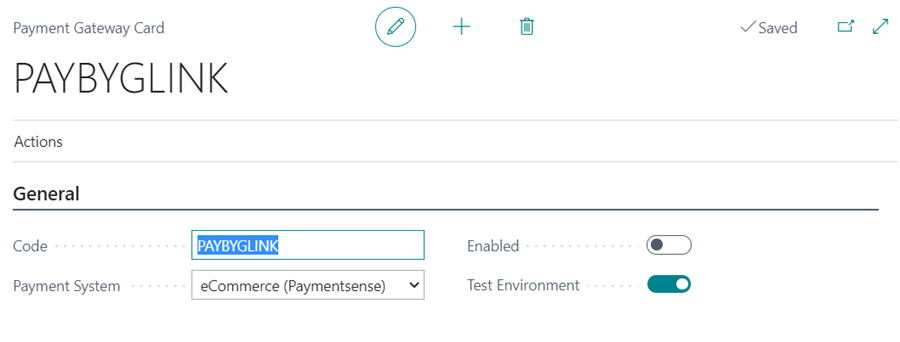 Payment Gateway Card
Saved
PAYBYGLINK
Actions
General
Code PAYBYGLINK Enabled
Payment System eCommerce (Paymentsense) Test Environment